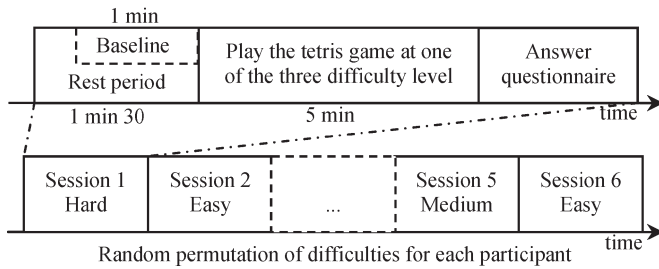 1 min
Baseline
Rest period
Play the tetris game at one
of the three difficulty level
Answer
questionnaire
1 min 30
5 min
time
Session 1
Hard
Session 2
Easy
...
Session 5
Medium
Session 6
Easy
time
Random permutation of difficulties for each participant